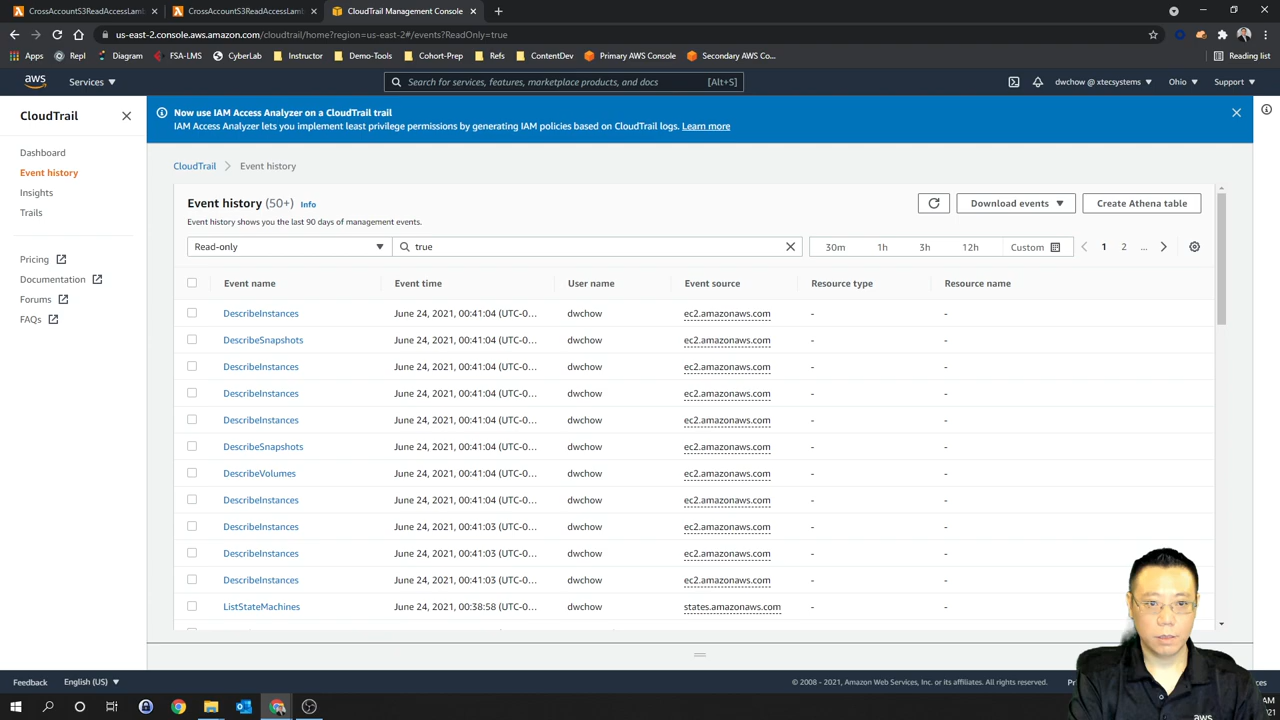 CrossAccountS3ReadAccessLaml
CrossAccountS3ReadAccessLaml
CloudTrail Management Console
us-east-2.console.aws.amazon.com/cloudtrail/home?region=us-east-2#/events?ReadOnly=true
Apps
Repl
Diagram
FSA-LMS
CyberLab
Instructor
Demo-Tools
Cohort-Prep
Refs
ContentDev
Primary AWS Console
Secondary AWS Co...
Reading list
aws
Services
Search for services, features, marketplace products, and docs
[Alt+S]
dwchow @ xtecsystems
Ohio
Support
CloudTrail
Dashboard
Event history
Insights
Trails
Pricing
Documentation
Forums
FAQs
Now use IAM Access Analyzer on a CloudTrail trail
IAM Access Analyzer lets you implement least privilege permissions by generating IAM policies based on CloudTrail logs. Learn more
CloudTrail > Event history
Event history (50+) Info
Event history shows you the last 90 days of management events.
Download events
Create Athena table
Read-only
true
30m 1h 3h 12h Custom
1 2 ...
Event name Event time User name Event source Resource type Resource name
DescribeInstances June 24, 2021, 00:41:04 (UTC-0... dwchow ec2.amazonaws.com - -
DescribeSnapshots June 24, 2021, 00:41:04 (UTC-0... dwchow ec2.amazonaws.com - -
DescribeInstances June 24, 2021, 00:41:04 (UTC-0... dwchow ec2.amazonaws.com - -
DescribeInstances June 24, 2021, 00:41:04 (UTC-0... dwchow ec2.amazonaws.com - -
DescribeInstances June 24, 2021, 00:41:04 (UTC-0... dwchow ec2.amazonaws.com - -
DescribeSnapshots June 24, 2021, 00:41:04 (UTC-0... dwchow ec2.amazonaws.com - -
DescribeVolumes June 24, 2021, 00:41:04 (UTC-0... dwchow ec2.amazonaws.com - -
DescribeInstances June 24, 2021, 00:41:04 (UTC-0... dwchow ec2.amazonaws.com - -
DescribeInstances June 24, 2021, 00:41:03 (UTC-0... dwchow ec2.amazonaws.com - -
DescribeInstances June 24, 2021, 00:41:03 (UTC-0... dwchow ec2.amazonaws.com - -
DescribeInstances June 24, 2021, 00:41:03 (UTC-0... dwchow ec2.amazonaws.com - -
ListStateMachines June 24, 2021, 00:38:58 (UTC-0... dwchow states.amazonaws.com - -
Feedback
English (US)
© 2008 - 2021, Amazon Web Services, Inc. or its affiliates. All rights reserved.
aws
AM